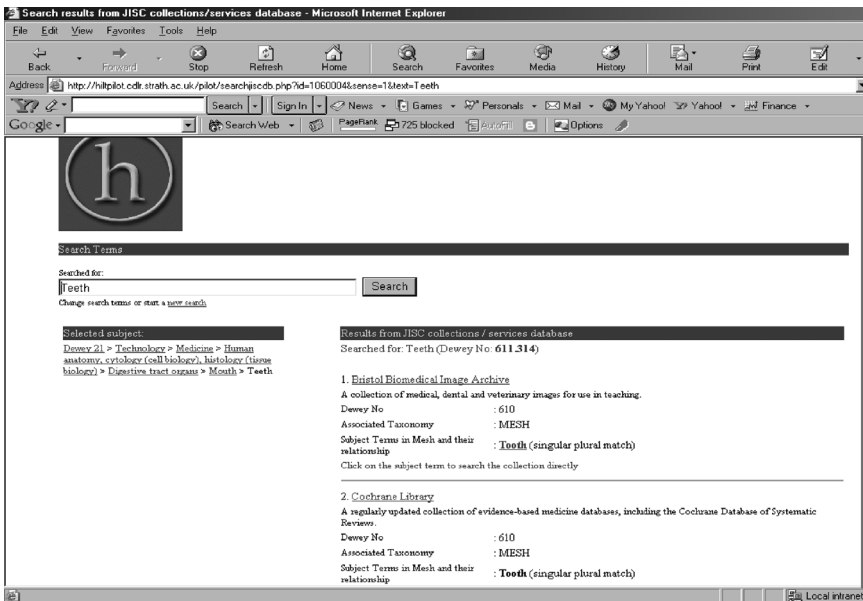 Search results from JISC collections/services database - Microsoft Internet Explorer
File Edit View Favorites Tools Help
Back Forward Stop Refresh Home Search Favorites Media History Mail Print Edit
Address http://hiltpilot.cdlr.strath.ac.uk/pilot/searchjiscdb.php?id=1060004&sense=1&text=Teeth
Y7 Search Sign In News Games Personals Mail My Yahoo! Yahoo! Finance
Google Search Web PageRank 725 blocked AutoFill Options
h
Search Terms
Searched for:
Teeth Search
Change search terms or start a new search
Selected subject:
Dewey 21 > Technology > Medicine > Human
anatomy, cytology (cell biology), histology (tissue
biology) > Digestive tract organs > Mouth > Teeth
Results from JISC collections / services database
Searched for: Teeth (Dewey No: 611.314)
1. Bristol Biomedical Image Archive
A collection of medical, dental and veterinary images for use in teaching.
Dewey No : 610
Associated Taxonomy : MESH
Subject Terms in Mesh and their
relationship : Tooth (singular plural match)
Click on the subject term to search the collection directly
2. Cochrane Library
A regularly updated collection of evidence-based medicine databases, including the Cochrane Database of Systematic
Reviews.
Dewey No : 610
Associated Taxonomy : MESH
Subject Terms in Mesh and their
relationship : Tooth (singular plural match)
Local intranet